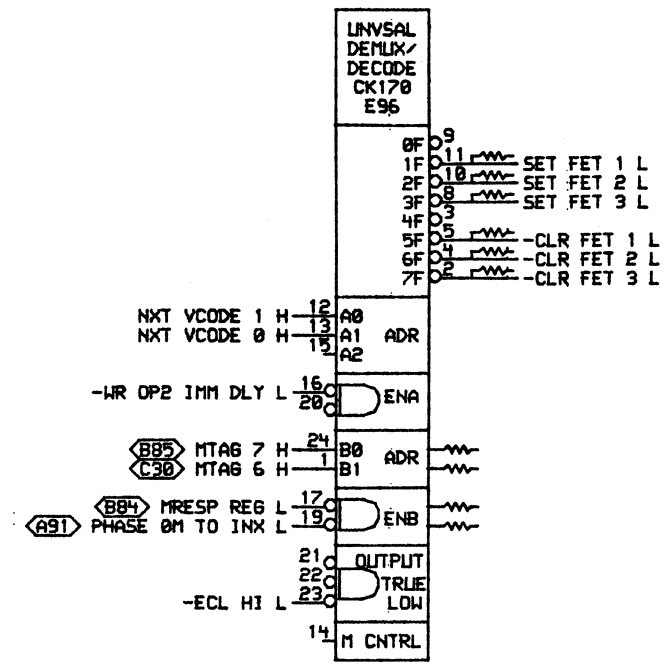 UNVSAL
DEMUX/
DECODE
CK170
E96
0F 9
1F 11 SET FET 1 L
2F 10 SET FET 2 L
3F 8 SET FET 3 L
4F 3
5F 5 -CLR FET 1 L
6F 4 -CLR FET 2 L
7F 2 -CLR FET 3 L
NXT VCODE 1 H 12 A0
NXT VCODE 0 H 13 A1 ADR
15 A2
-WR OP2 IMM DLY L 16 ENA
20
B85 MTAG 7 H 24 B0 ADR
C30 MTAG 6 H 1 B1
B84 MRESP REG L 17 ENB
A91 PHASE 0M TO INX L 19
21 OUTPUT
22 TRUE
-ECL HI L 23 LOW
14 M CNTRL